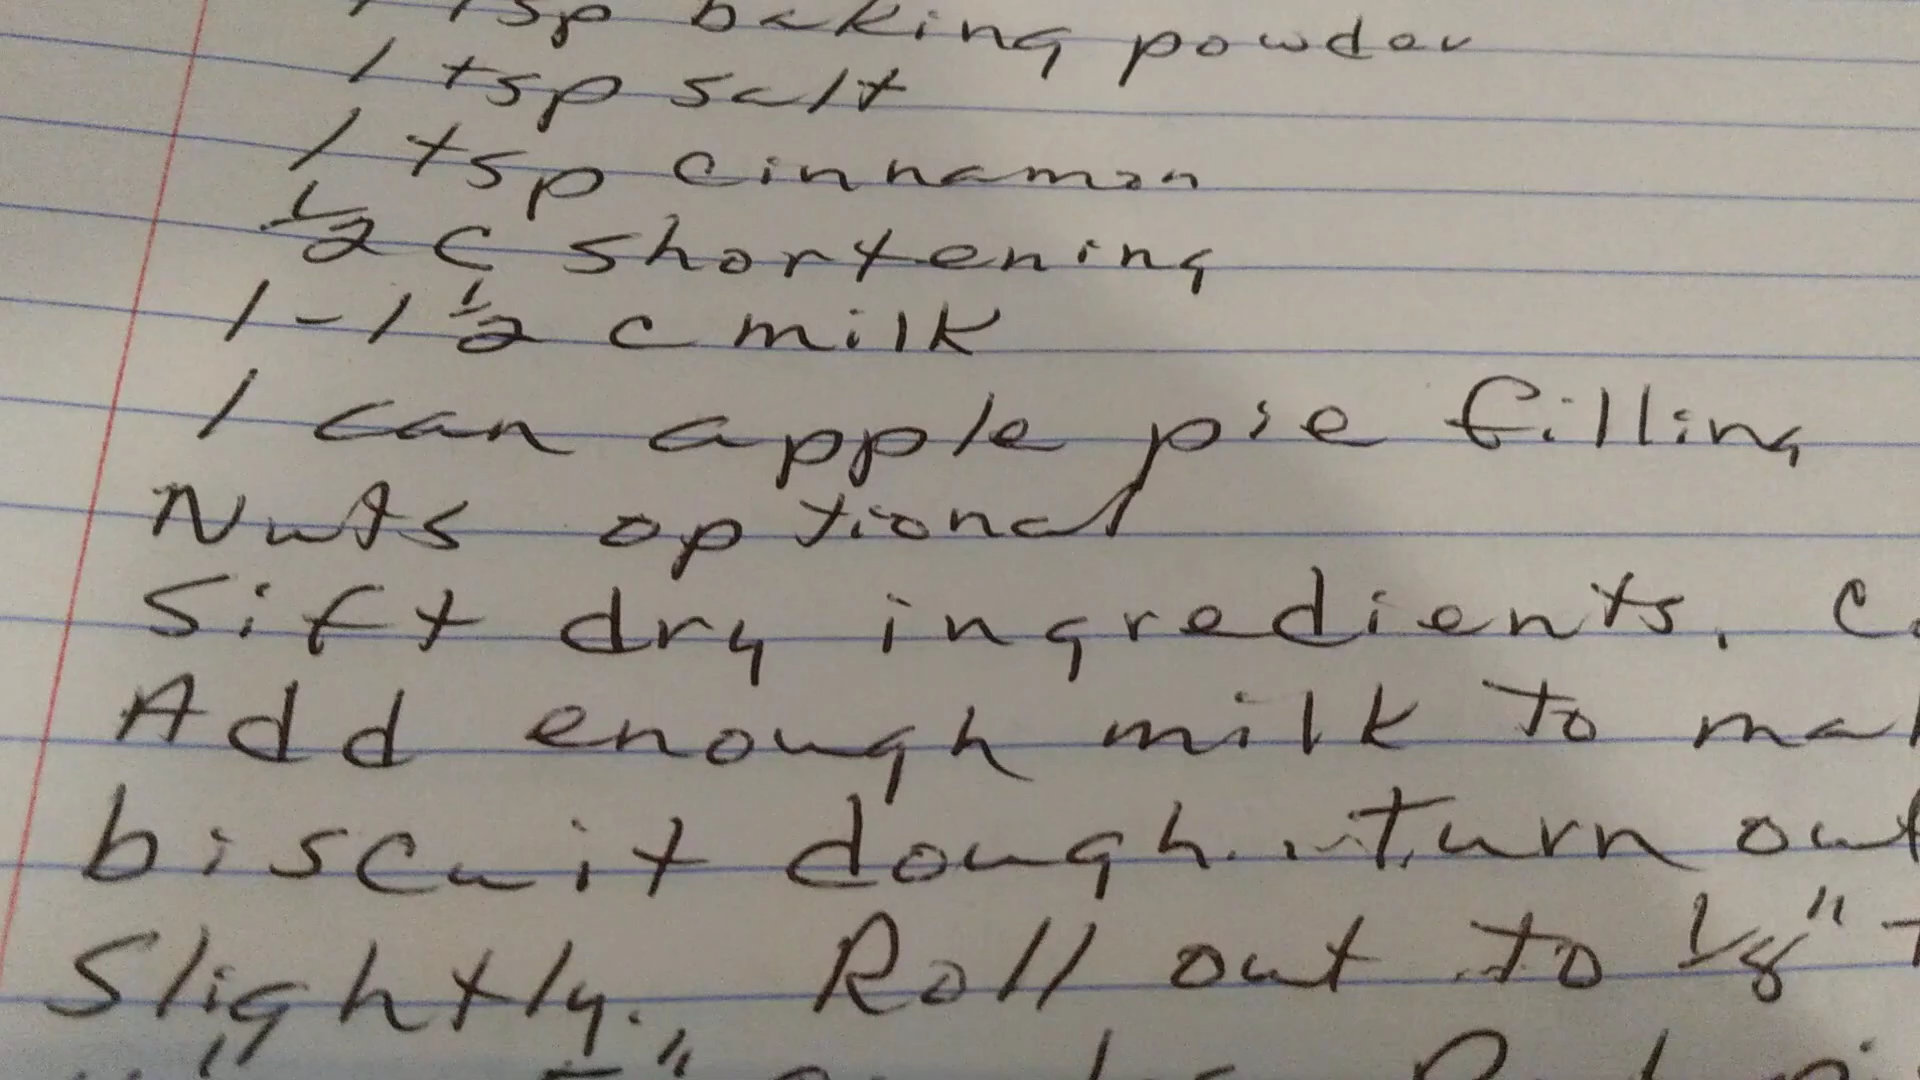 1 tsp baking powder
1 tsp salt
1 tsp cinnamon
1/2 c shortening
1-1 1/2 c milk
1 can apple pie filling
Nuts optional
Sift dry ingredients.
Add enough milk to
biscuit dough. Turn out
Slightly. Roll out to 1/8"